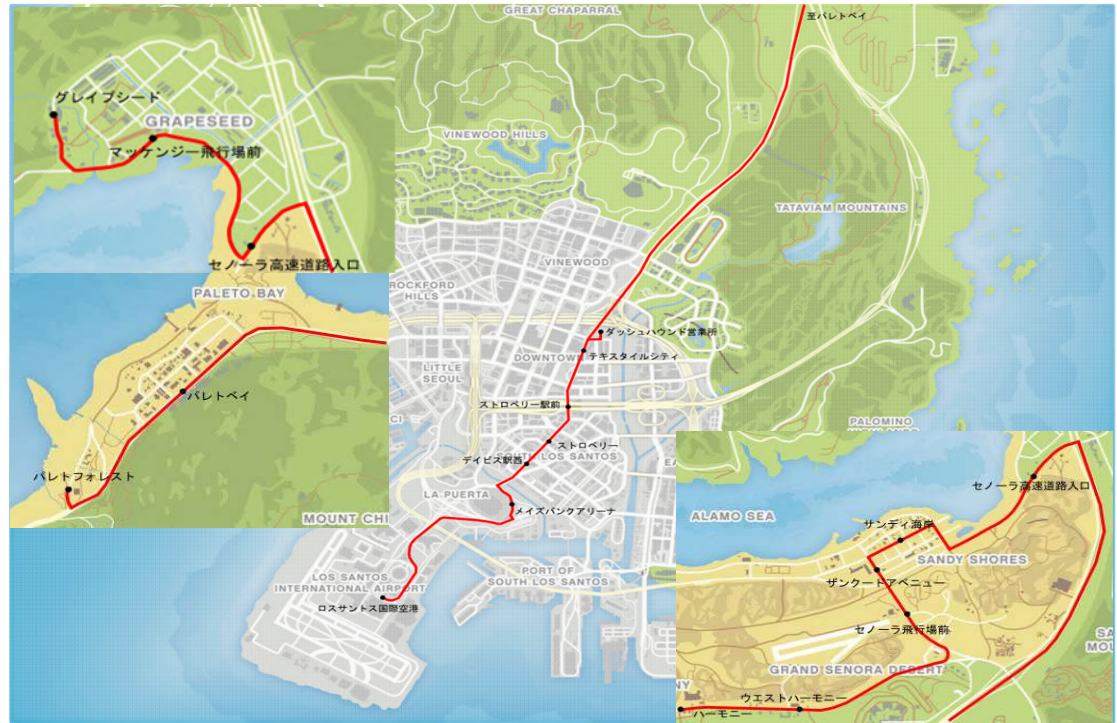 GREAT CHAPARRAL
至パレトベイ
グレイプシード
GRAPESEED
マッケンジー飛行場前
セノーラ高速道路入口
VINEWOOD HILLS
TATAVIAM MOUNTAINS
VINEWOOD
ROCKFORD
HILLS
PALETO BAY
パレトベイ
パレトフォレスト
ダッシュハウンド営業所
DOWNTOWN
テキスタイルシティ
LITTLE
SEOUL
ストロベリー駅前
ストロベリー
SOUTH LOS SANTOS
デイビス駅西
LA PUERTA
メイズバンクアリーナ
MOUNT CHI
LOS SANTOS
INTERNATIONAL AIRPORT
ロスサントス国際空港
PORT OF
SOUTH LOS SANTOS
PALOMINO
セノーラ高速道路入口
ALAMO SEA
サンディ海岸
SANDY SHORES
ザンクードアベニュー
セノーラ飛行場前
GRAND SENORA DESERT
ウエストハーモニー
NY
ハーモニー
SA
MOU